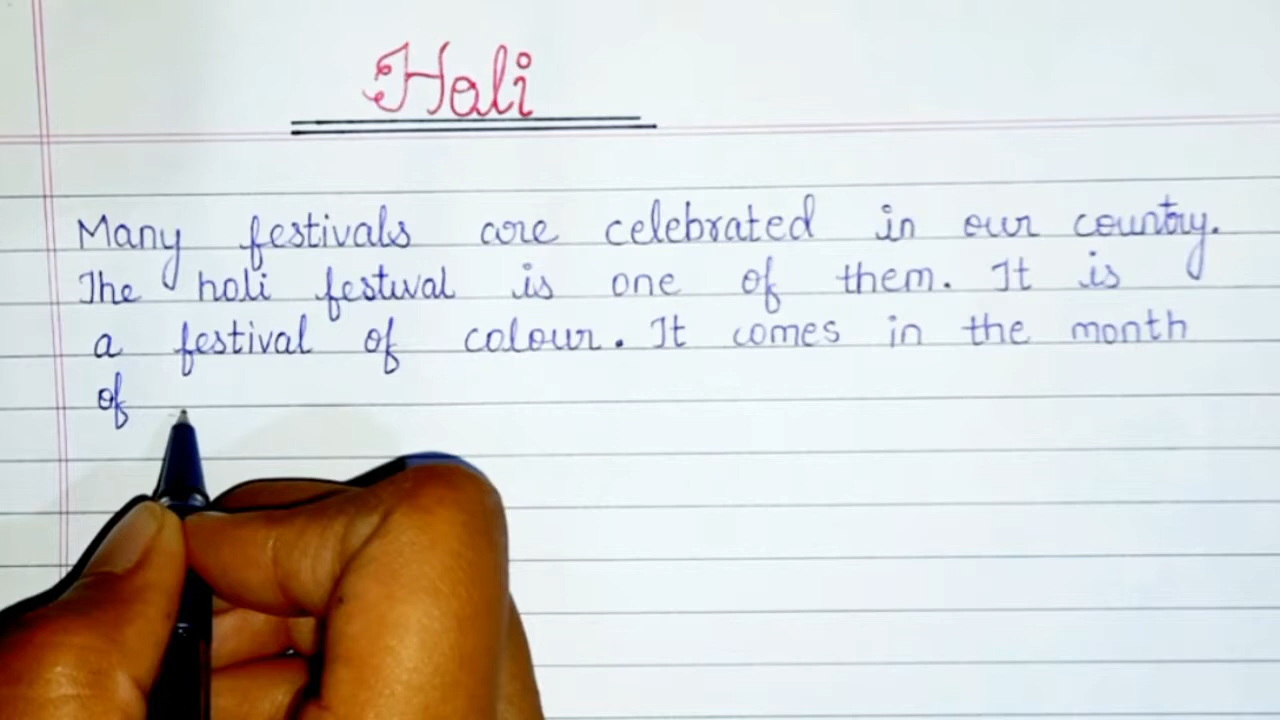 Holi
Many festivals are celebrated in our country.
The holi festival is one of them. It is
a festival of colour. It comes in the month
of